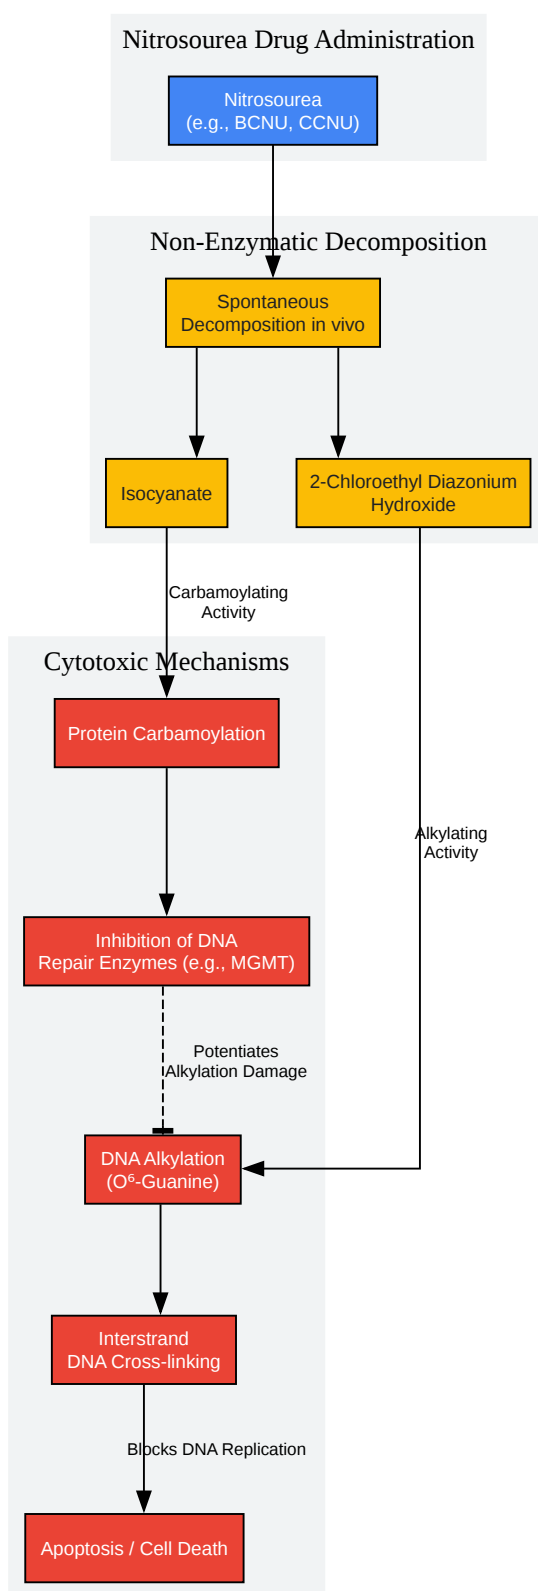 Nitrosourea Drug Administration
Nitrosourea
(e.g., BCNU, CCNU)
Non-Enzymatic Decomposition
Spontaneous
Decomposition in vivo
Isocyanate
2-Chloroethyl Diazonium
Hydroxide
Carbamoylating
Activity
Cytotoxic Mechanisms
Protein Carbamoylation
Alkylating
Activity
Inhibition of DNA
Repair Enzymes (e.g., MGMT)
Potentiates
Alkylation Damage
DNA Alkylation
(O⁶-Guanine)
Interstrand
DNA Cross-linking
Blocks DNA Replication
Apoptosis / Cell Death